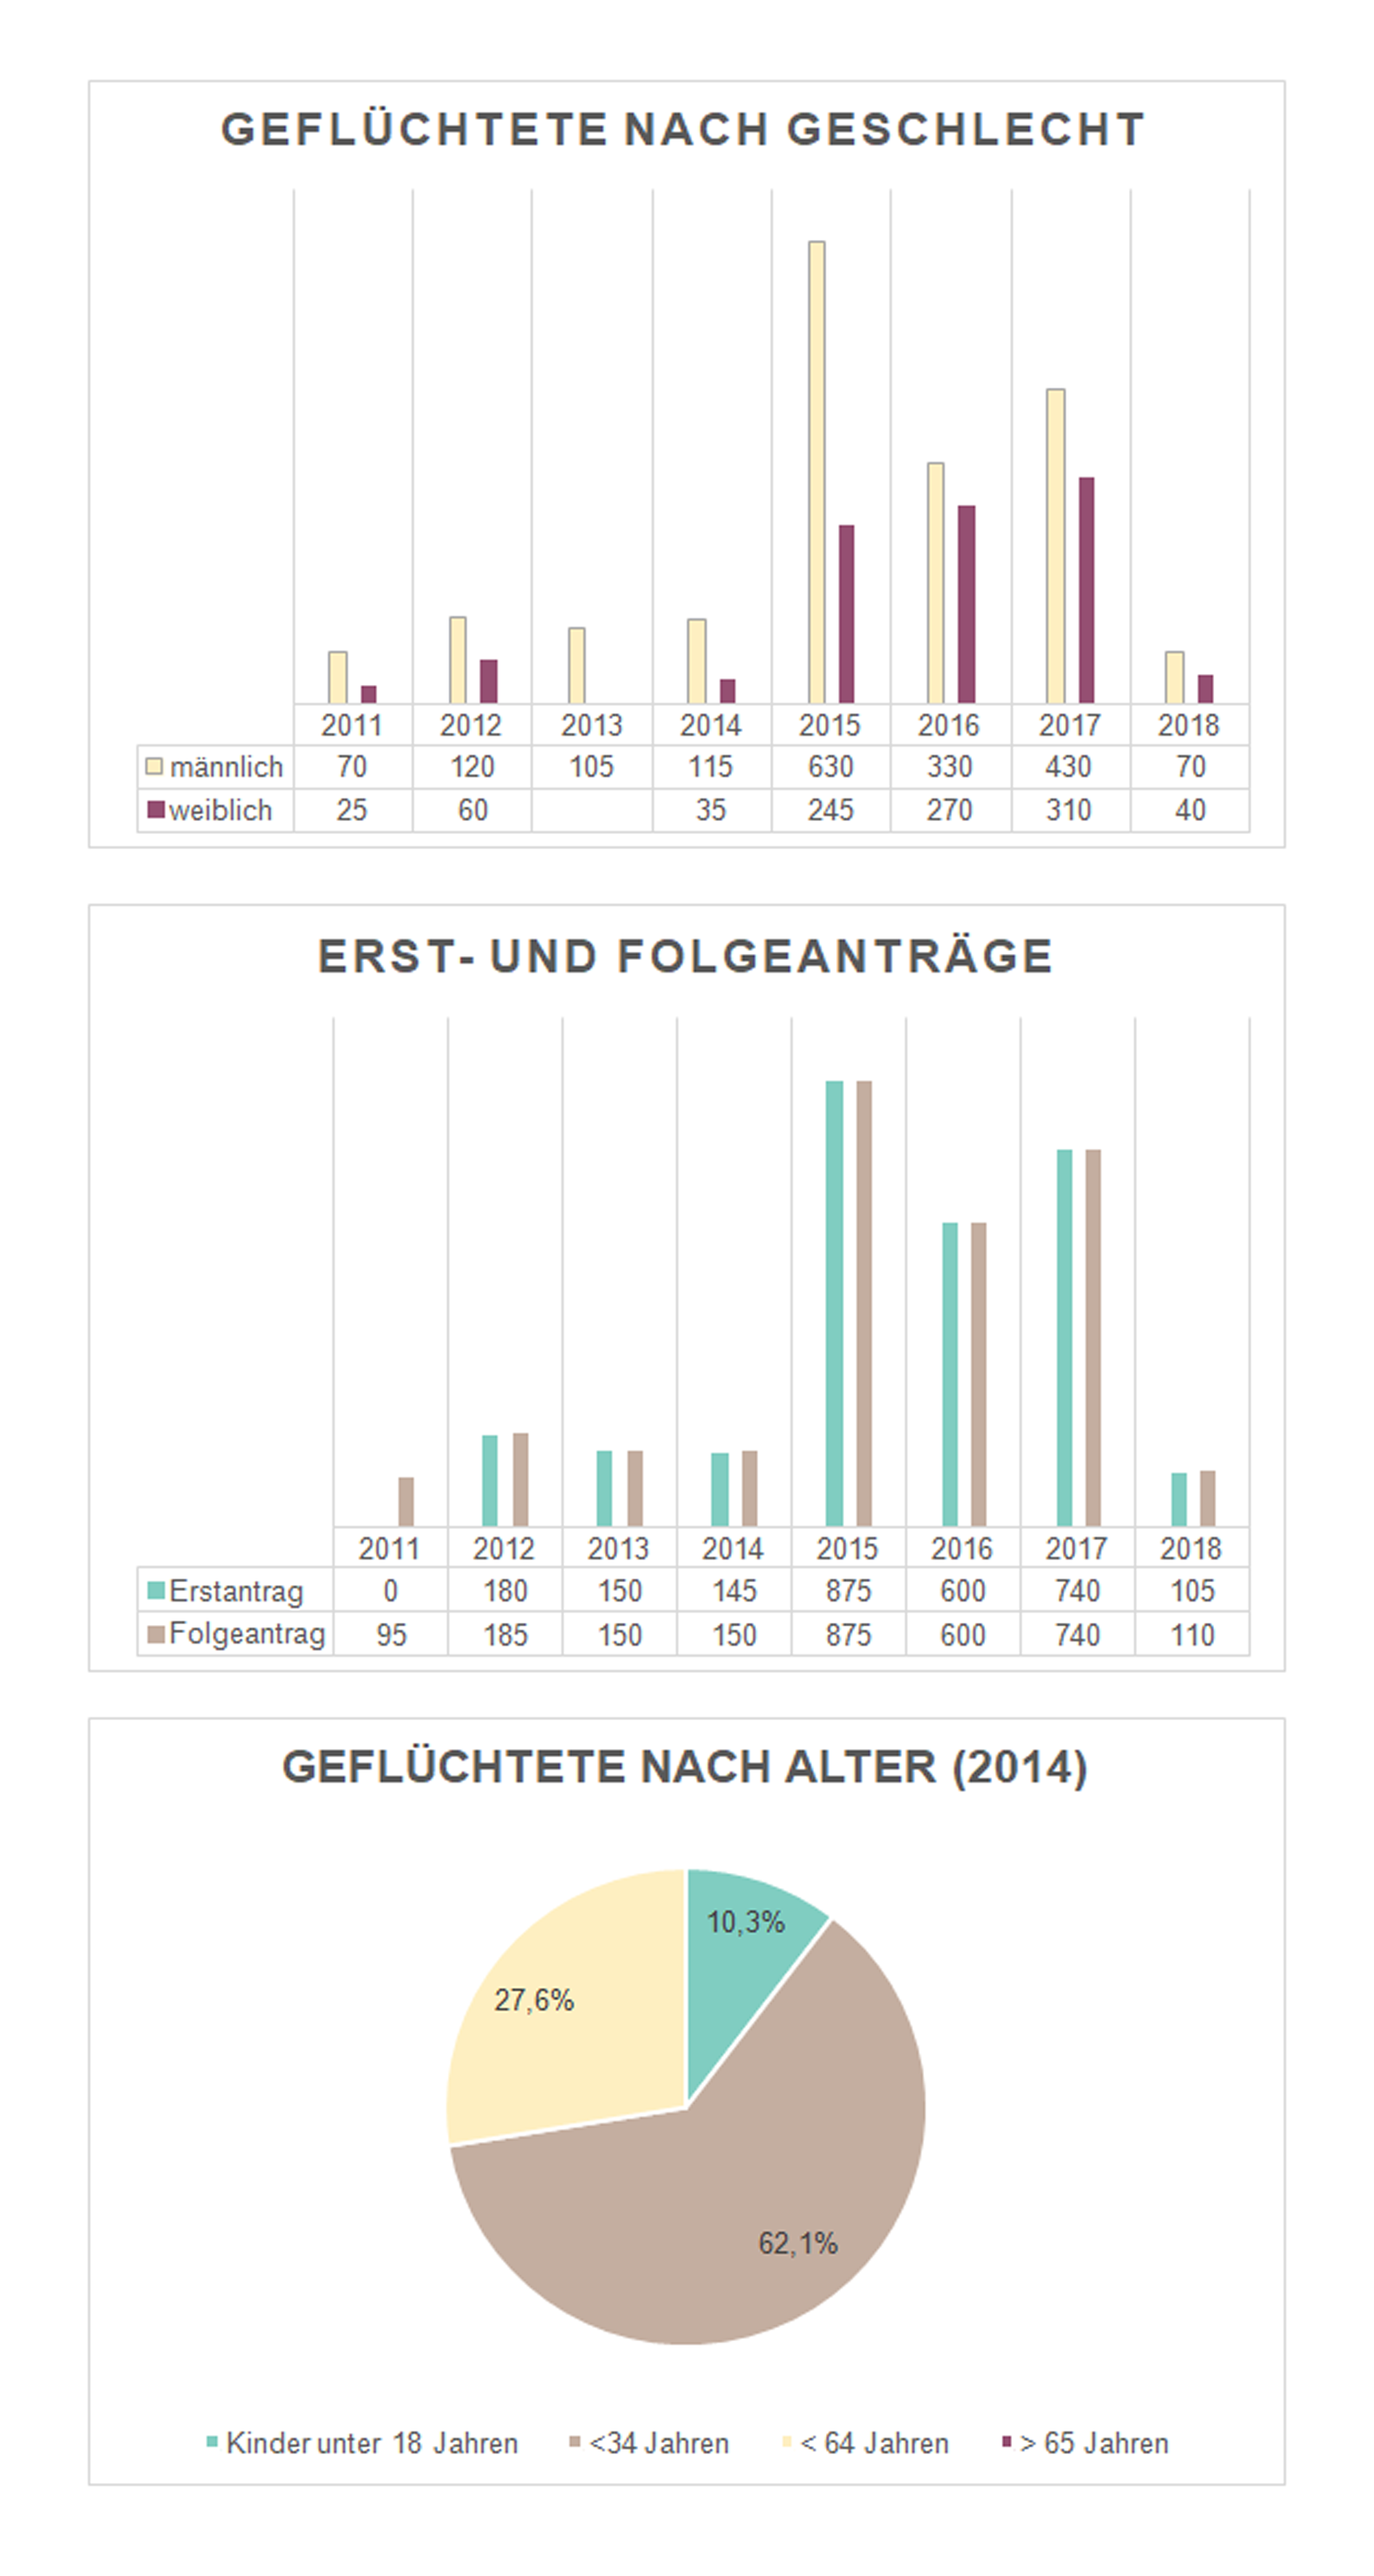 GEFLÜCHTETE NACH GESCHLECHT
2011 2012 2013 2014 2015 2016 2017 2018
männlich 70 120 105 115 630 330 430 70
weiblich 25 60 35 245 270 310 40
ERST- UND FOLGEANTRÄGE
2011 2012 2013 2014 2015 2016 2017 2018
Erstantrag 0 180 150 145 875 600 740 105
Folgeantrag 95 185 150 150 875 600 740 110
GEFLÜCHTETE NACH ALTER (2014)
10,3%
27,6%
62,1%
Kinder unter 18 Jahren <34 Jahren < 64 Jahren > 65 Jahren